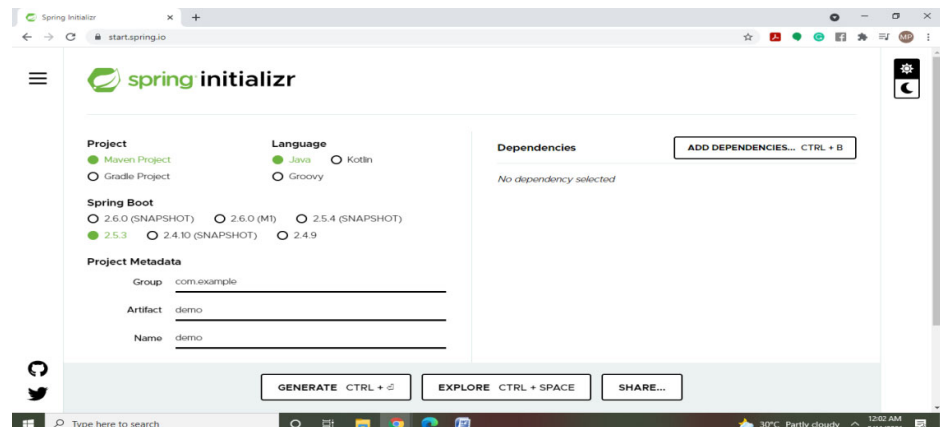 Spring Initializr
start.spring.io
MP
spring initializr
Project
Language
Maven Project
Java
Kotlin
Gradle Project
Groovy
Spring Boot
2.6.0 (SNAPSHOT)
2.6.0 (M1)
2.5.4 (SNAPSHOT)
2.5.3
2.4.10 (SNAPSHOT)
2.4.9
Project Metadata
Group com.example
Artifact demo
Name demo
Dependencies
ADD DEPENDENCIES... CTRL + B
No dependency selected
GENERATE CTRL + ⏎
EXPLORE CTRL + SPACE
SHARE...
Type here to search
30°C Partly cloudy
12:02 AM